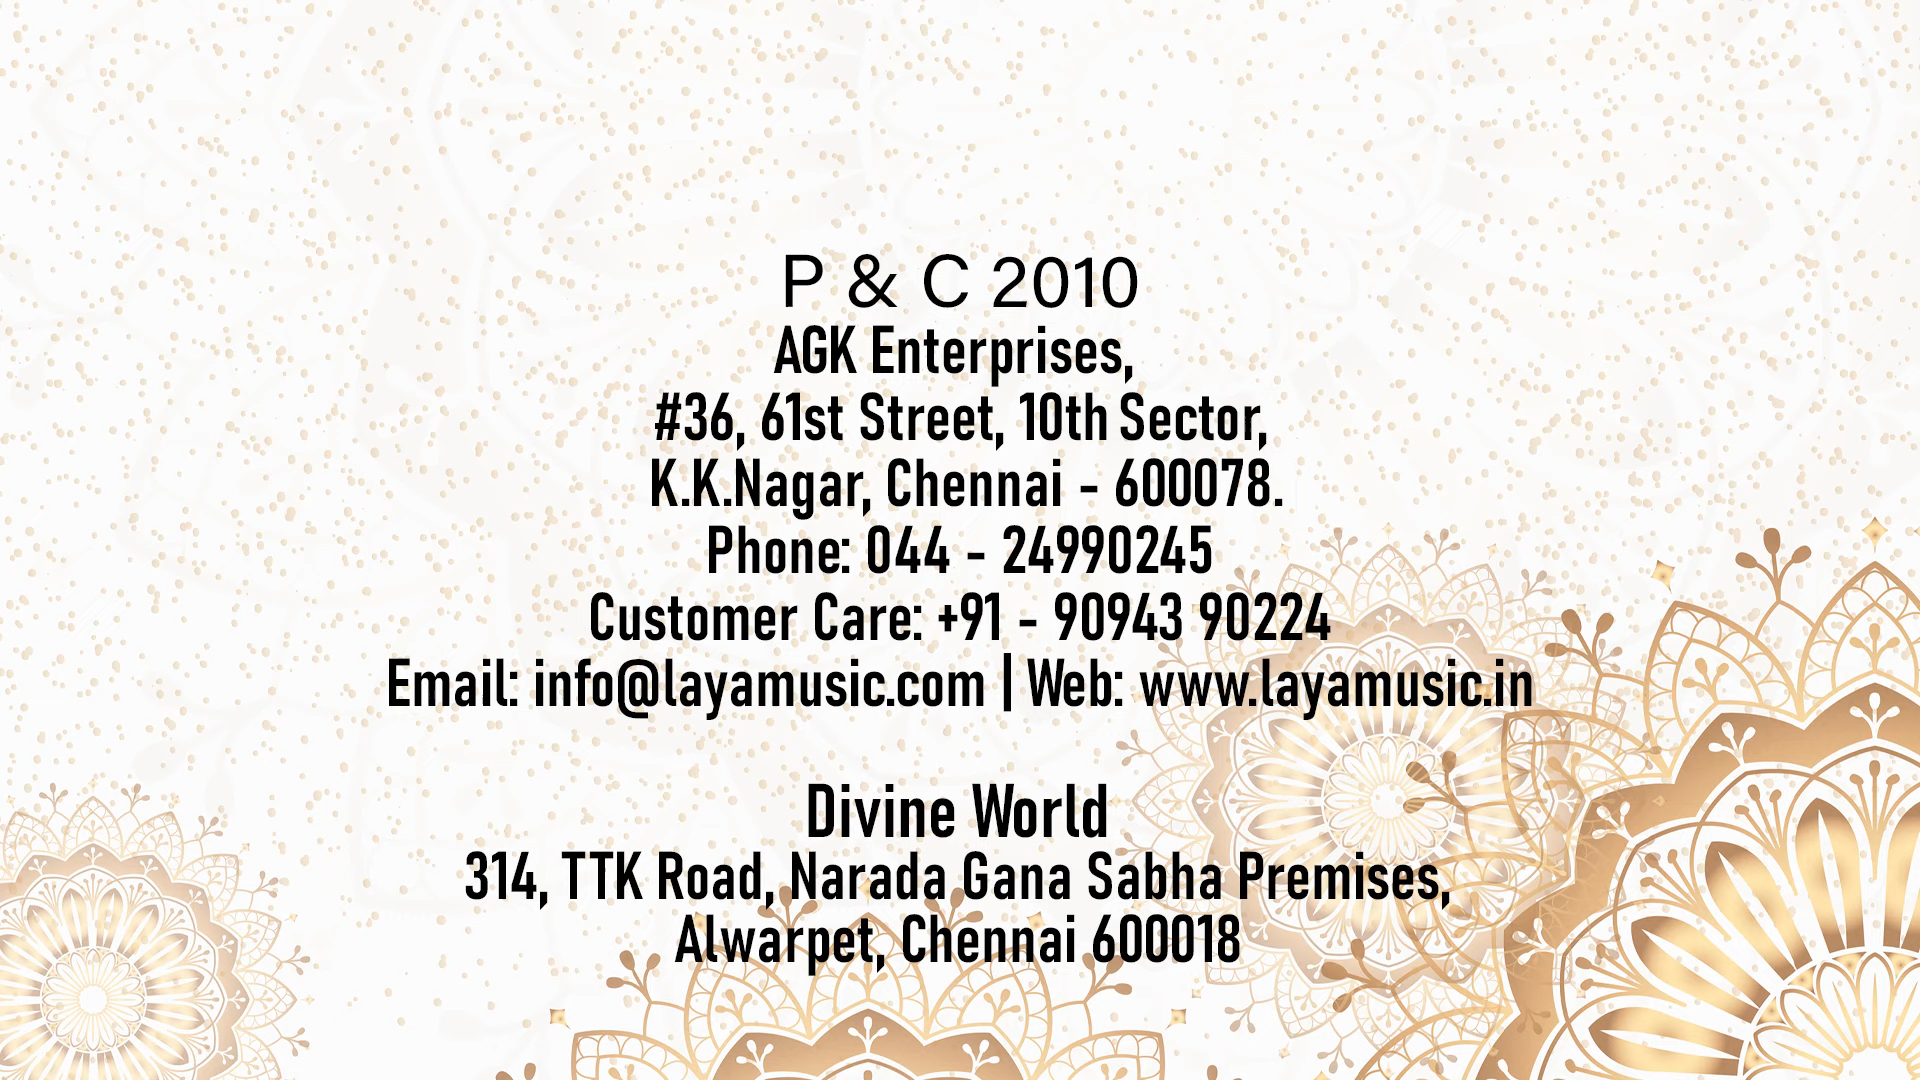 P & C 2010
AGK Enterprises,
#36, 61st Street, 10th Sector,
K.K.Nagar, Chennai - 600078.
Phone: 044 - 24990245
Customer Care: +91 - 90943 90224
Email: info@layamusic.com | Web: www.layamusic.in
Divine World
314, TTK Road, Narada Gana Sabha Premises,
Alwarpet, Chennai 600018